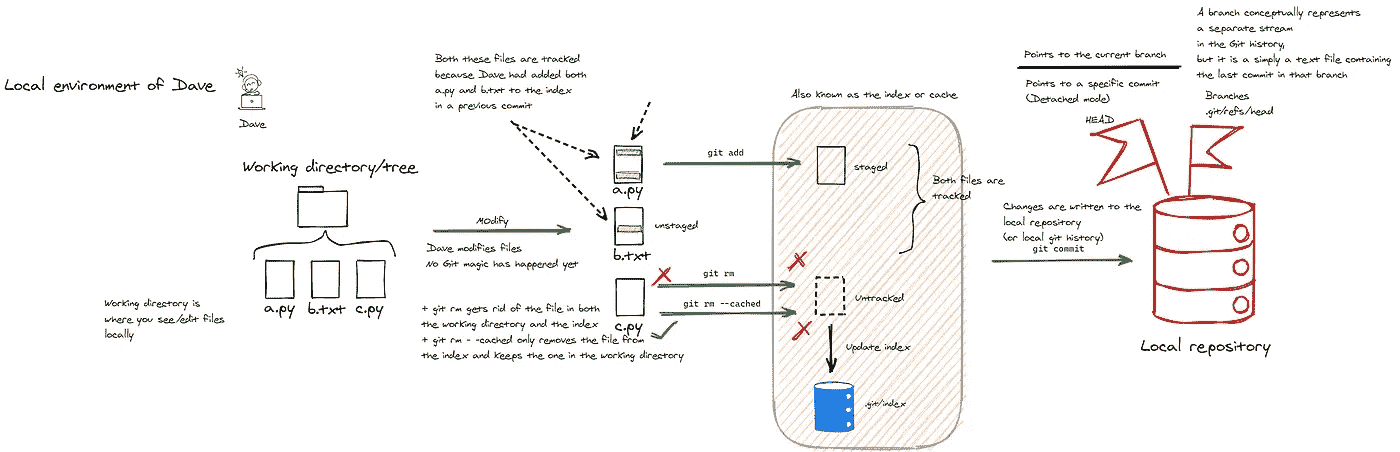 Local environment of Dave
Dave
Working directory/tree
a.py
b.txt
c.py
Working directory is
where you see/edit files
locally
Both these files are tracked
because Dave had added both
a.py and b.txt to the index
in a previous commit
MOdify
Dave modifies files
No Git magic has happened yet
a.py
unstaged
b.txt
c.py
+ git rm gets rid of the file in both
the working directory and the index
+ git rm - -cached only removes the file from
the index and keeps the one in the working directory
git add
git rm
git rm --cached
Also known as the index or cache
staged
Both files are
tracked
Untracked
Update index
.git/index
Changes are written to the
local repository
(or local git history)
git commit
Points to the current branch
Points to a specific commit
(Detached mode)
HEAD
A branch conceptually represents
a separate stream
in the Git history,
but it is a simply a text file containing
the last commit in that branch
Branches
.git/refs/head
Local repository